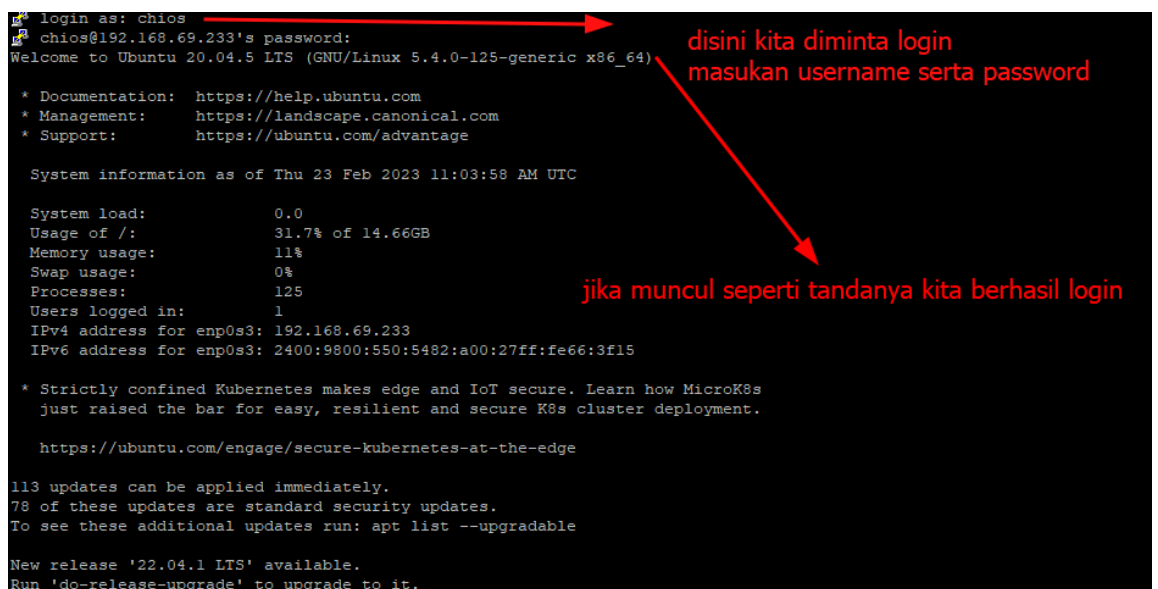 login as: chios
chios@192.168.69.233's password:
Welcome to Ubuntu 20.04.5 LTS (GNU/Linux 5.4.0-125-generic x86_64)
disini kita diminta login
masukan username serta password
* Documentation: https://help.ubuntu.com
* Management: https://landscape.canonical.com
* Support: https://ubuntu.com/advantage
System information as of Thu 23 Feb 2023 11:03:58 AM UTC
System load: 0.0
Usage of /: 31.7% of 14.66GB
Memory usage: 11%
Swap usage: 0%
Processes: 125
Users logged in: 1
IPv4 address for enp0s3: 192.168.69.233
IPv6 address for enp0s3: 2400:9800:550:5482:a00:27ff:fe66:3f15
jika muncul seperti tandanya kita berhasil login
* Strictly confined Kubernetes makes edge and IoT secure. Learn how MicroK8s
just raised the bar for easy, resilient and secure K8s cluster deployment.
https://ubuntu.com/engage/secure-kubernetes-at-the-edge
113 updates can be applied immediately.
78 of these updates are standard security updates.
To see these additional updates run: apt list --upgradable
New release '22.04.1 LTS' available.
Run 'do-release-upgrade' to upgrade to it.